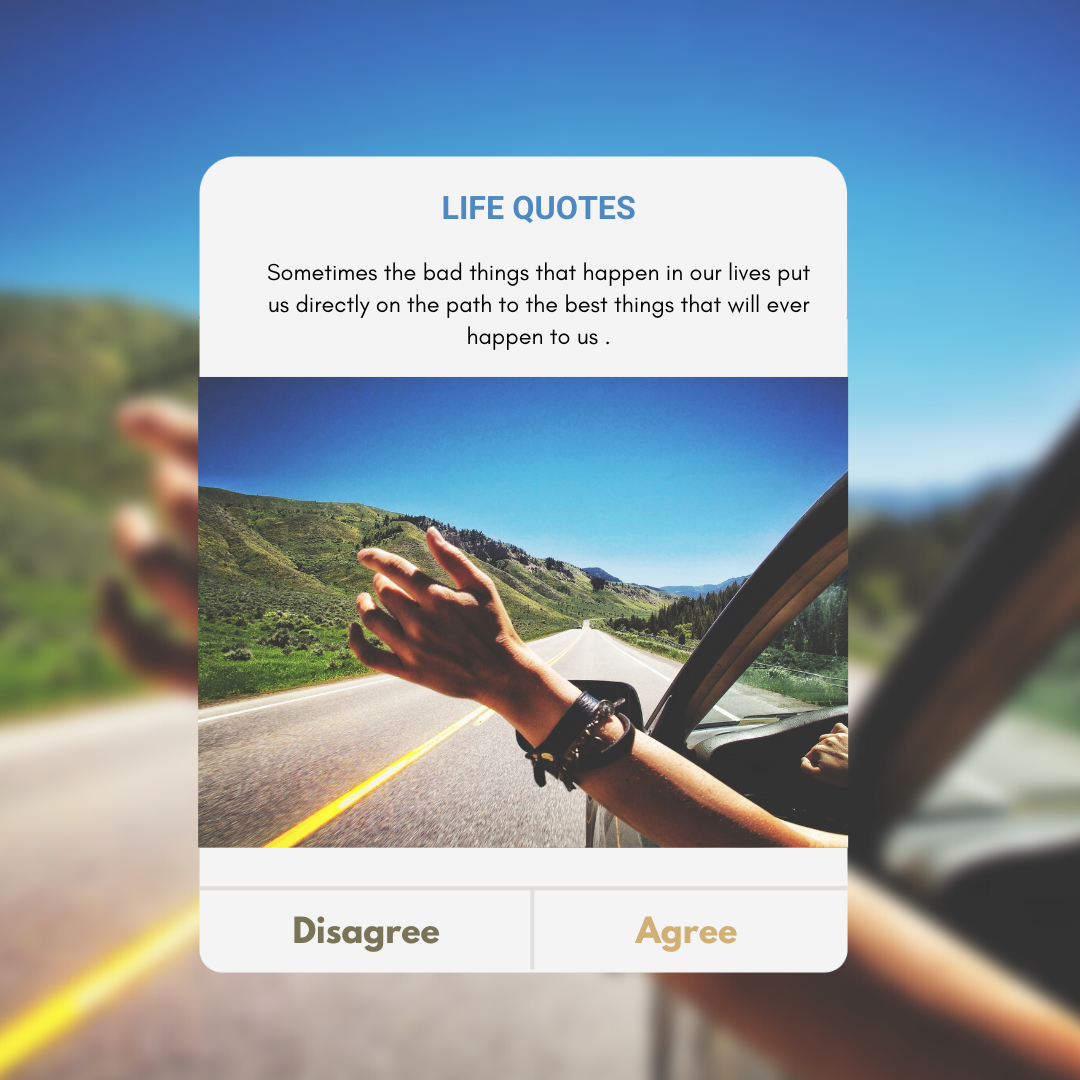 LIFE QUOTES
Sometimes the bad things that happen in our lives put
us directly on the path to the best things that will ever
happen to us .
Disagree
Agree